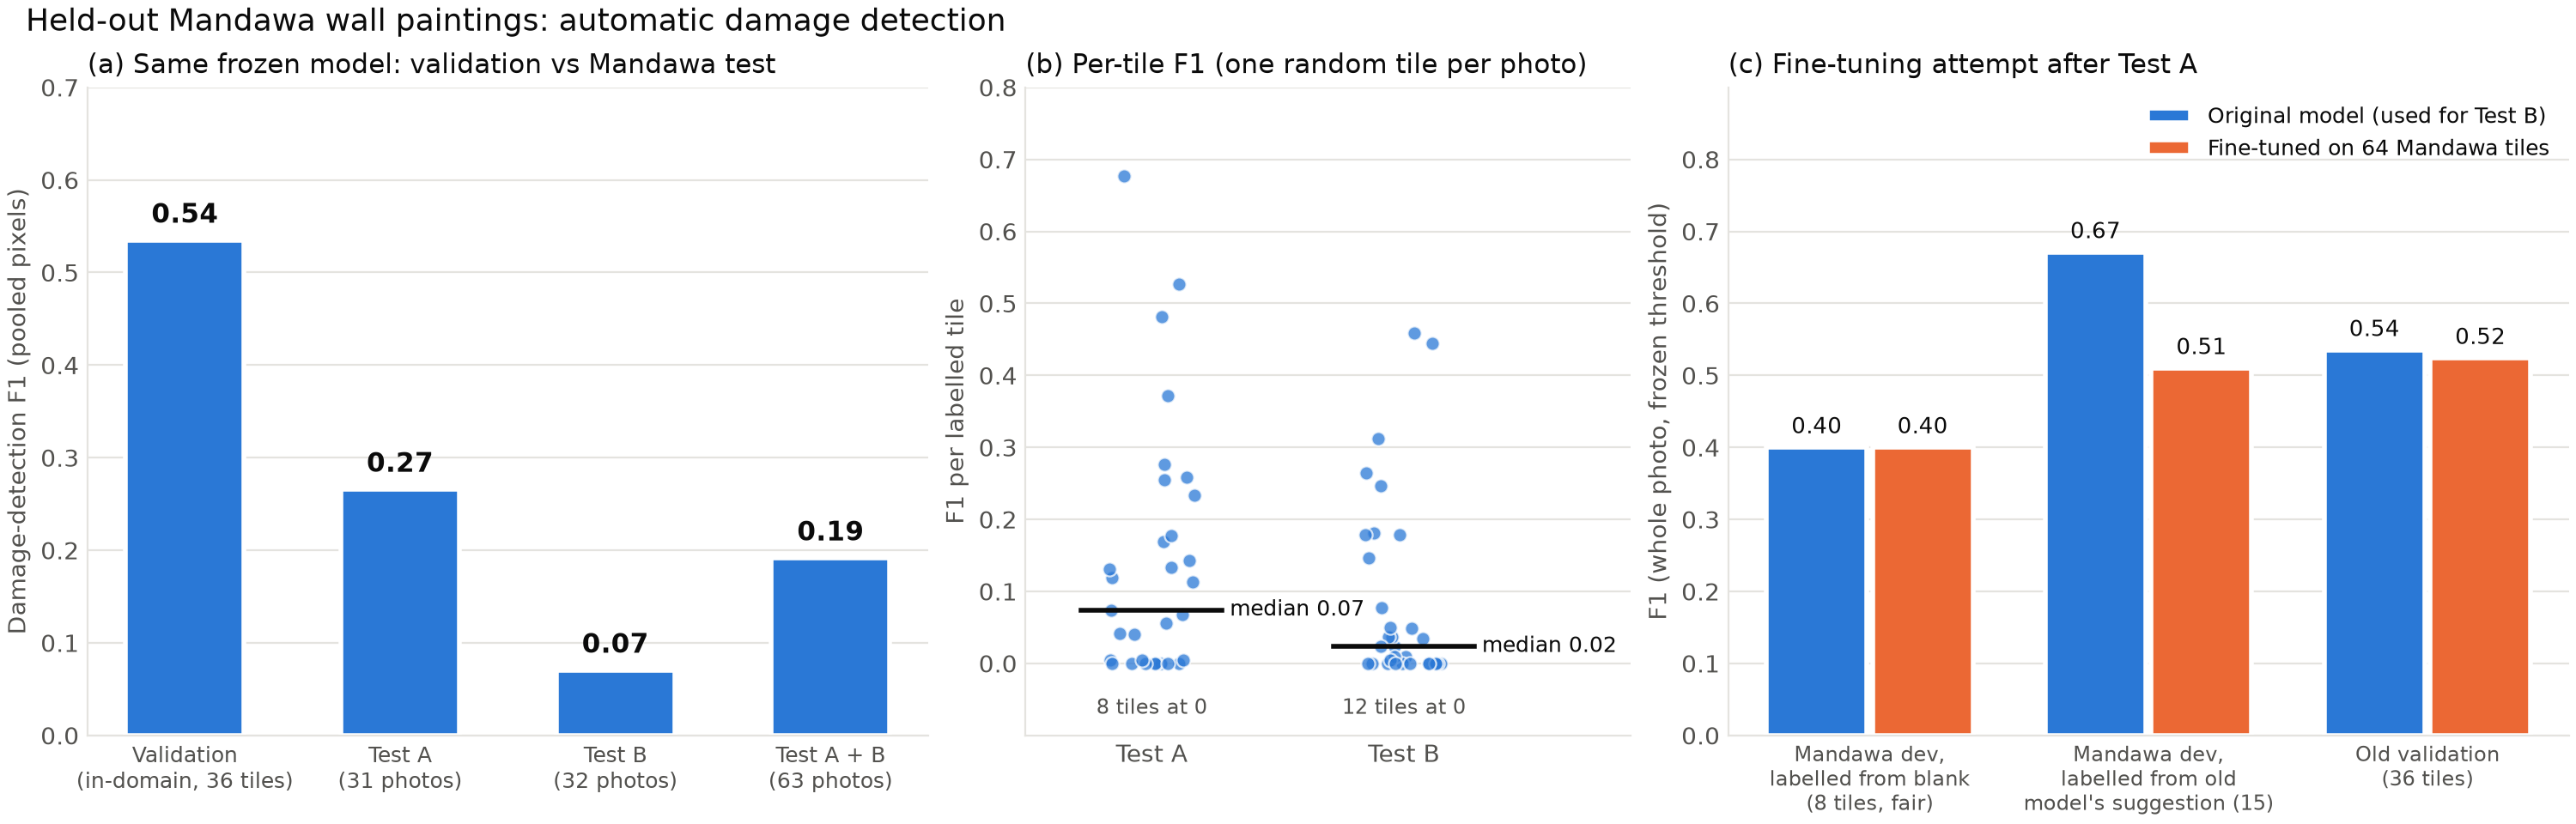 Held-out Mandawa wall paintings: automatic damage detection
(a) Same frozen model: validation vs Mandawa test
Damage-detection F1 (pooled pixels)
0.7
0.6
0.5
0.4
0.3
0.2
0.1
0.0
0.54
0.27
0.07
0.19
Validation
(in-domain, 36 tiles)
Test A
(31 photos)
Test B
(32 photos)
Test A + B
(63 photos)
(b) Per-tile F1 (one random tile per photo)
F1 per labelled tile
0.8
0.7
0.6
0.5
0.4
0.3
0.2
0.1
0.0
median 0.07
median 0.02
8 tiles at 0
12 tiles at 0
Test A
Test B
(c) Fine-tuning attempt after Test A
F1 (whole photo, frozen threshold)
Original model (used for Test B)
Fine-tuned on 64 Mandawa tiles
0.8
0.7
0.6
0.5
0.4
0.3
0.2
0.1
0.0
0.40
0.40
0.67
0.51
0.54
0.52
Mandawa dev,
labelled from blank
(8 tiles, fair)
Mandawa dev,
labelled from old
model's suggestion (15)
Old validation
(36 tiles)